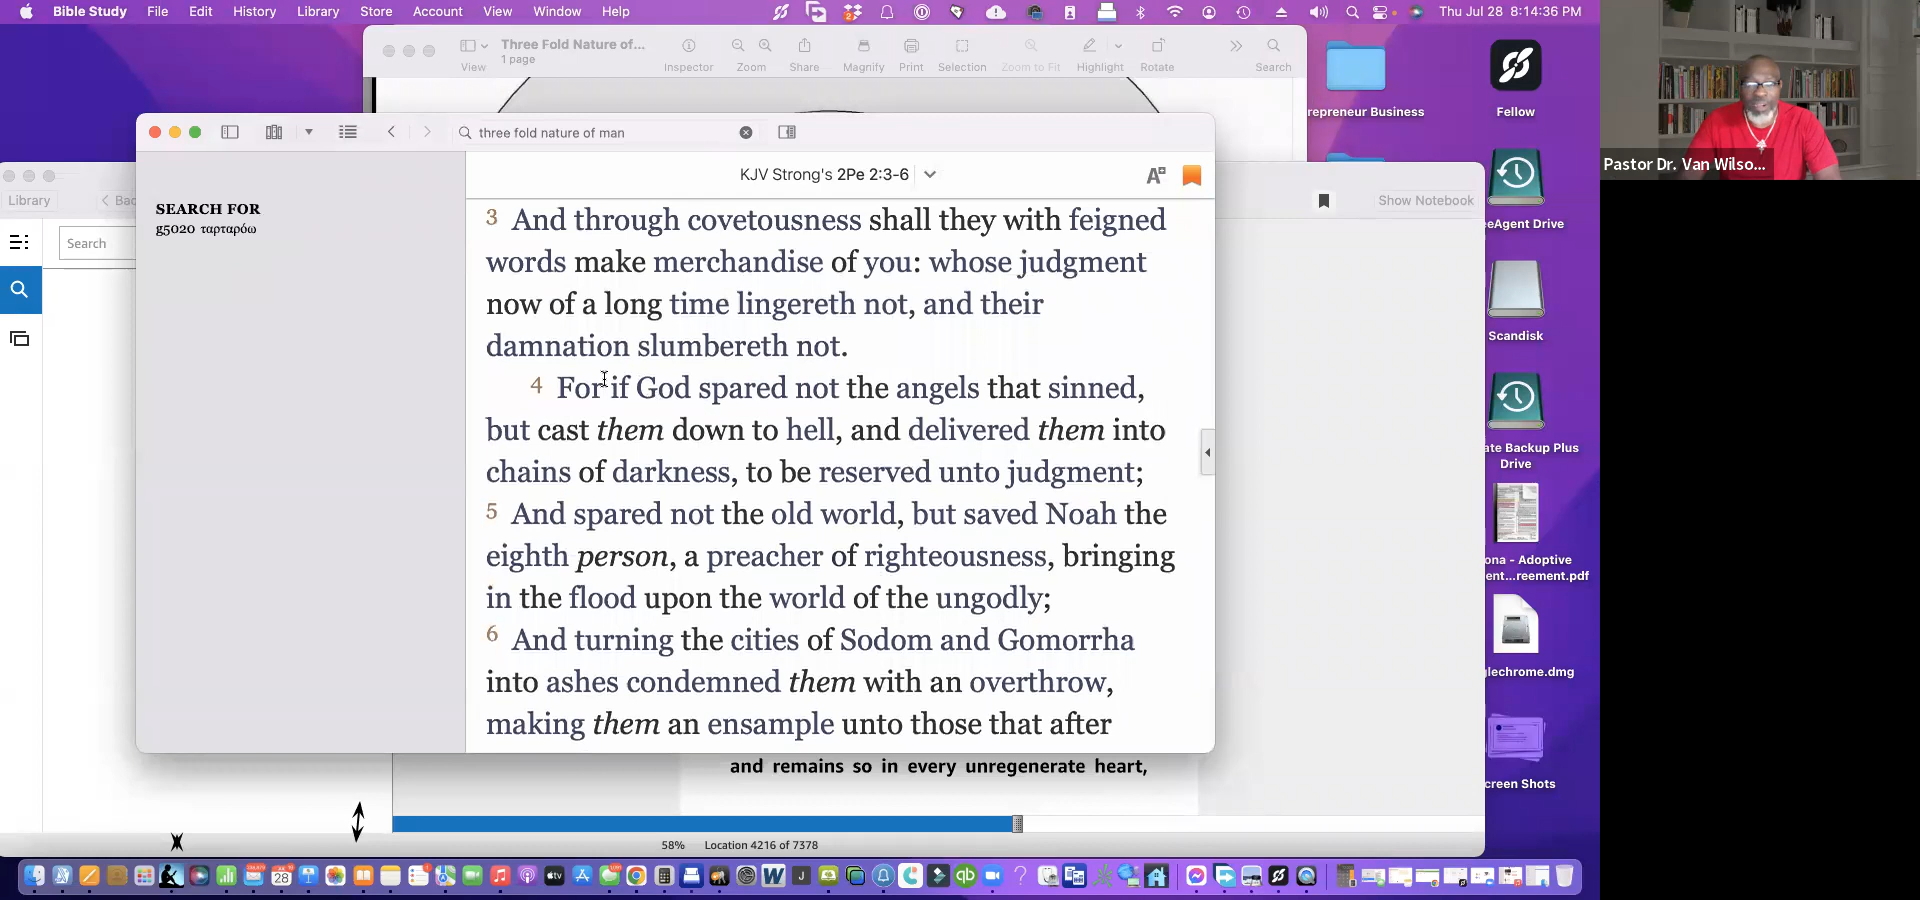 Bible Study File Edit History Library Store Account View Window Help
Thu Jul 28 8:14:36 PM
Three Fold Nature of...
1 page
View Inspector Zoom Share Magnify Print Selection Zoom to Fit Highlight Rotate Search
three fold nature of man
KJV Strong's 2Pe 2:3-6
SEARCH FOR
g5020 ταρταρόω
Library
Bac
Search
Show Notebook
3 And through covetousness shall they with feigned
words make merchandise of you: whose judgment
now of a long time lingereth not, and their
damnation slumbereth not.
4 For if God spared not the angels that sinned,
but cast them down to hell, and delivered them into
chains of darkness, to be reserved unto judgment;
5 And spared not the old world, but saved Noah the
eighth person, a preacher of righteousness, bringing
in the flood upon the world of the ungodly;
6 And turning the cities of Sodom and Gomorrha
into ashes condemned them with an overthrow,
making them an ensample unto those that after
and remains so in every unregenerate heart,
58% Location 4216 of 7378
repreneur Business
Fellow
eeAgent Drive
Scandisk
ate Backup Plus
Drive
ona - Adoptive
ent...reement.pdf
glechrome.dmg
creen Shots
Pastor Dr. Van Wilso...